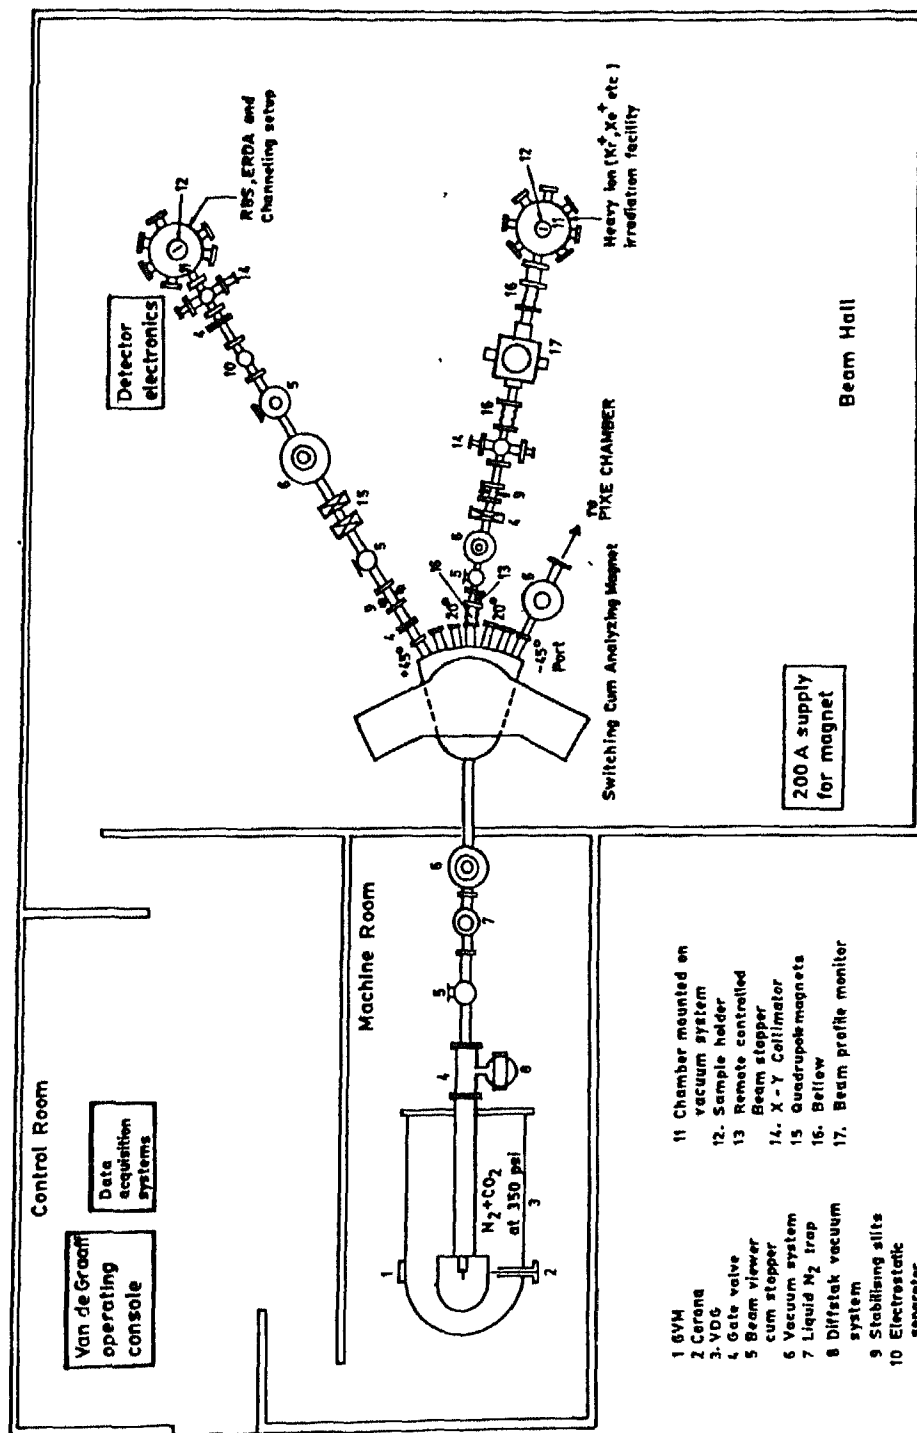 Control Room
Van de Graaff
operating
console
Data
acquisition
systems
Machine Room
1
2
3
N2+CO2
at 350 psi
4
8
5
7
6
Detector
electronics
RBS, ERDA and
Channeling setup
12
11
14
4
10
5
6
15
5
9
4
+45°
20°
20°
-45°
Port
16
13
5
6
4
9
14
16
17
16
11
12
Heavy ion (Kr+, Xe+ etc)
irradiation facility
6
TO
PIXE CHAMBER
Switching Cum Analyzing Magnet
200 A supply
for magnet
Beam Hall
1 GVM
2 Corona
3. VDG
4 Gate valve
5 Beam viewer
cum stopper
6 Vacuum system
7 Liquid N2 trap
8 Diffstak vacuum
system
9 Stabilising slits
10 Electrostatic
11 Chamber mounted on
vacuum system
12. Sample holder
13 Remote controlled
Beam stopper
14. X-Y Collimator
15 Quadrupole magnets
16. Bellow
17. Beam profile monitor